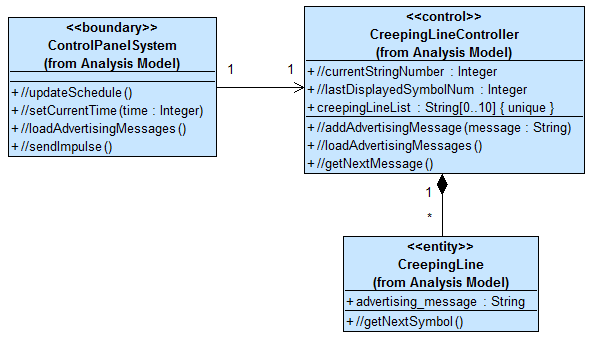 <<boundary>>
ControlPanelSystem
(from Analysis Model)
+//updateSchedule()
+//setCurrentTime(time : Integer)
+//loadAdvertisingMessages()
+//sendImpulse()
1
1
<<control>>
CreepingLineController
(from Analysis Model)
+//currentStringNumber : Integer
+//lastDisplayedSymbolNum : Integer
+creepingLineList : String[0..10] { unique }
+//addAdvertisingMessage(message : String)
+//loadAdvertisingMessages()
+//getNextMessage()
1
*
<<entity>>
CreepingLine
(from Analysis Model)
+advertising_message : String
+//getNextSymbol()